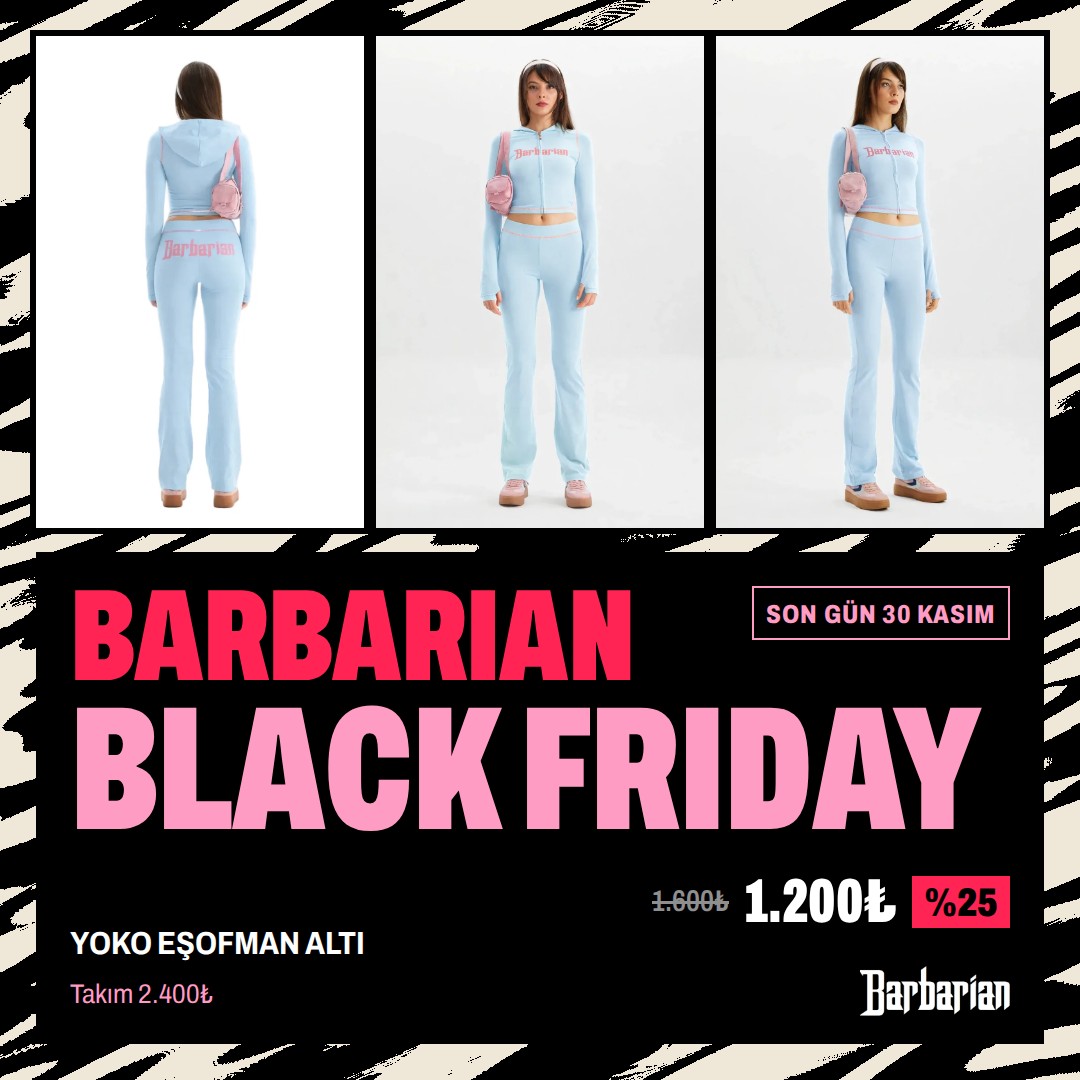 Barbarian
Barbarian
Barbarian
BARBARIAN
SON GÜN 30 KASIM
BLACK FRIDAY
1.600₺ 1.200₺ %25
YOKO EŞOFMAN ALTI
Takım 2.400₺
Barbarian